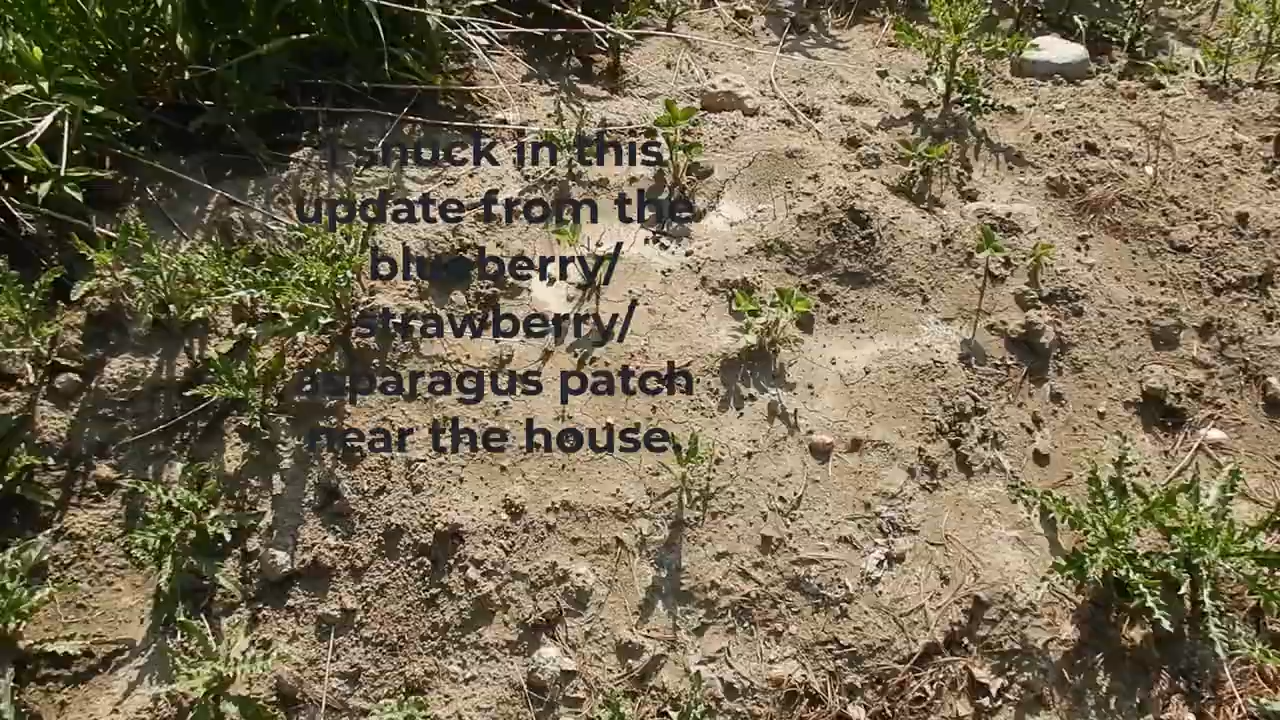 I snuck in this
update from the
blueberry/
strawberry/
asparagus patch
near the house.